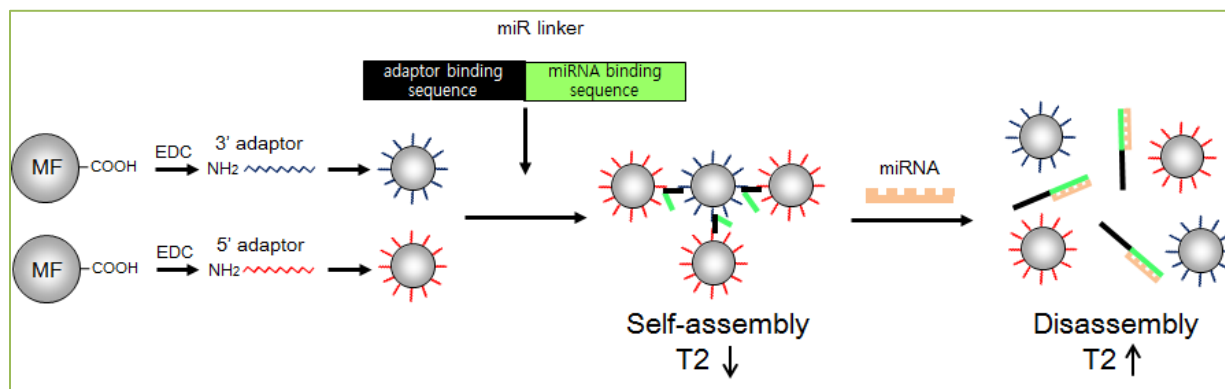 miR linker
adaptor binding
sequence
miRNA binding
sequence
MF
COOH
EDC
3' adaptor
NH2
MF
COOH
EDC
5' adaptor
NH2
miRNA
Self-assembly
T2 ↓
Disassembly
T2 ↑